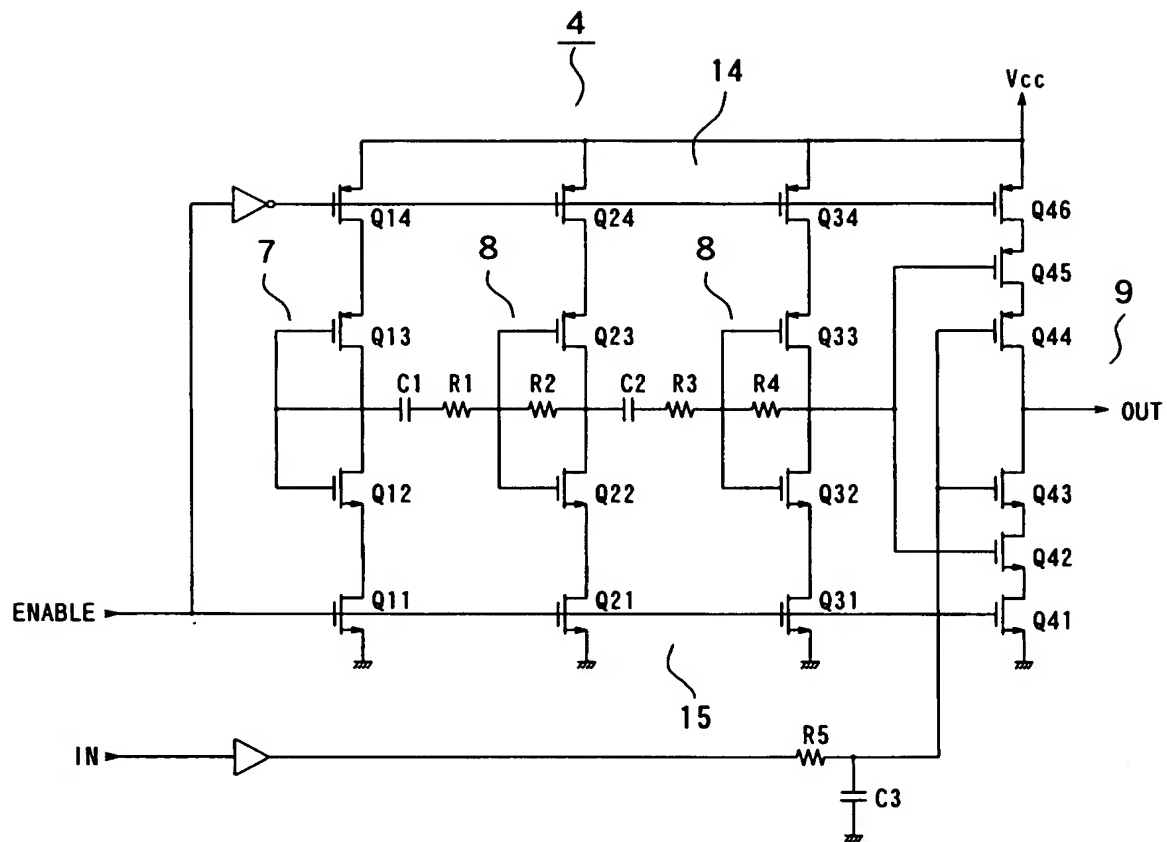 4
14
Vcc
Q14
Q24
Q34
Q46
7
8
8
Q45
9
Q13
Q23
Q33
Q44
C1
R1
R2
C2
R3
R4
OUT
Q12
Q22
Q32
Q43
Q42
ENABLE
Q11
Q21
Q31
Q41
15
IN
R5
C3